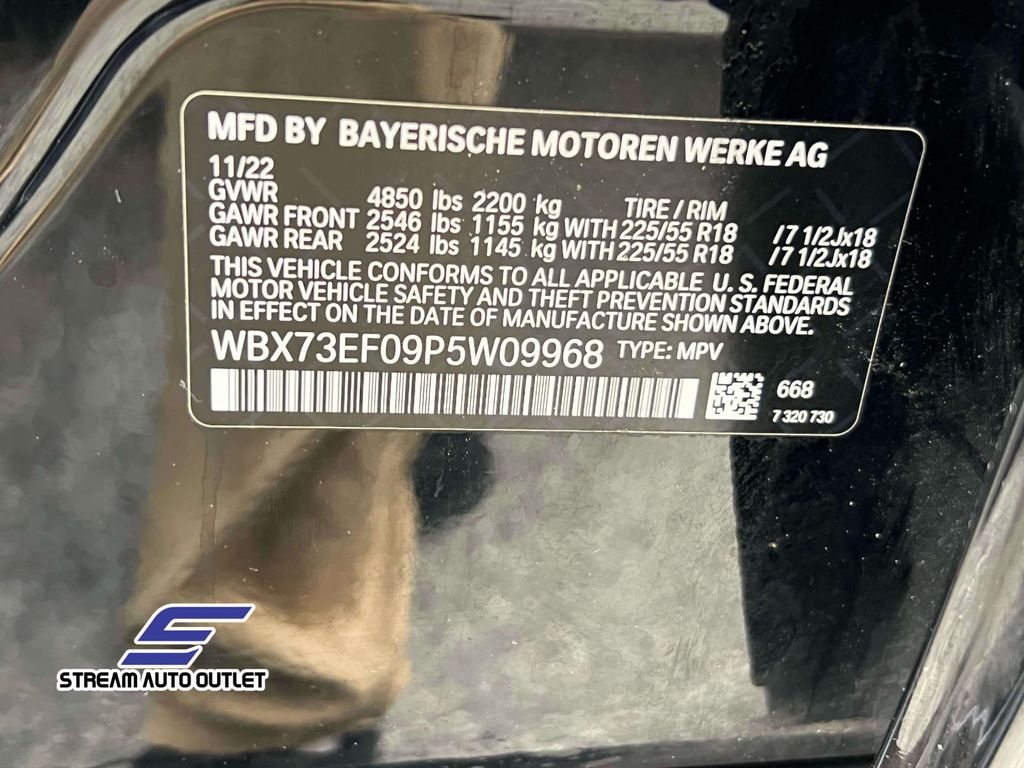 MFD BY BAYERISCHE MOTOREN WERKE AG
11/22
GVWR 4850 lbs 2200 kg TIRE / RIM
GAWR FRONT 2546 lbs 1155 kg WITH 225/55 R18 /7 1/2Jx18
GAWR REAR 2524 lbs 1145 kg WITH 225/55 R18 /7 1/2Jx18
THIS VEHICLE CONFORMS TO ALL APPLICABLE U. S. FEDERAL
MOTOR VEHICLE SAFETY AND THEFT PREVENTION STANDARDS
IN EFFECT ON THE DATE OF MANUFACTURE SHOWN ABOVE.
WBX73EF09P5W09968 TYPE: MPV
668
7 320 730
STREAM AUTO OUTLET